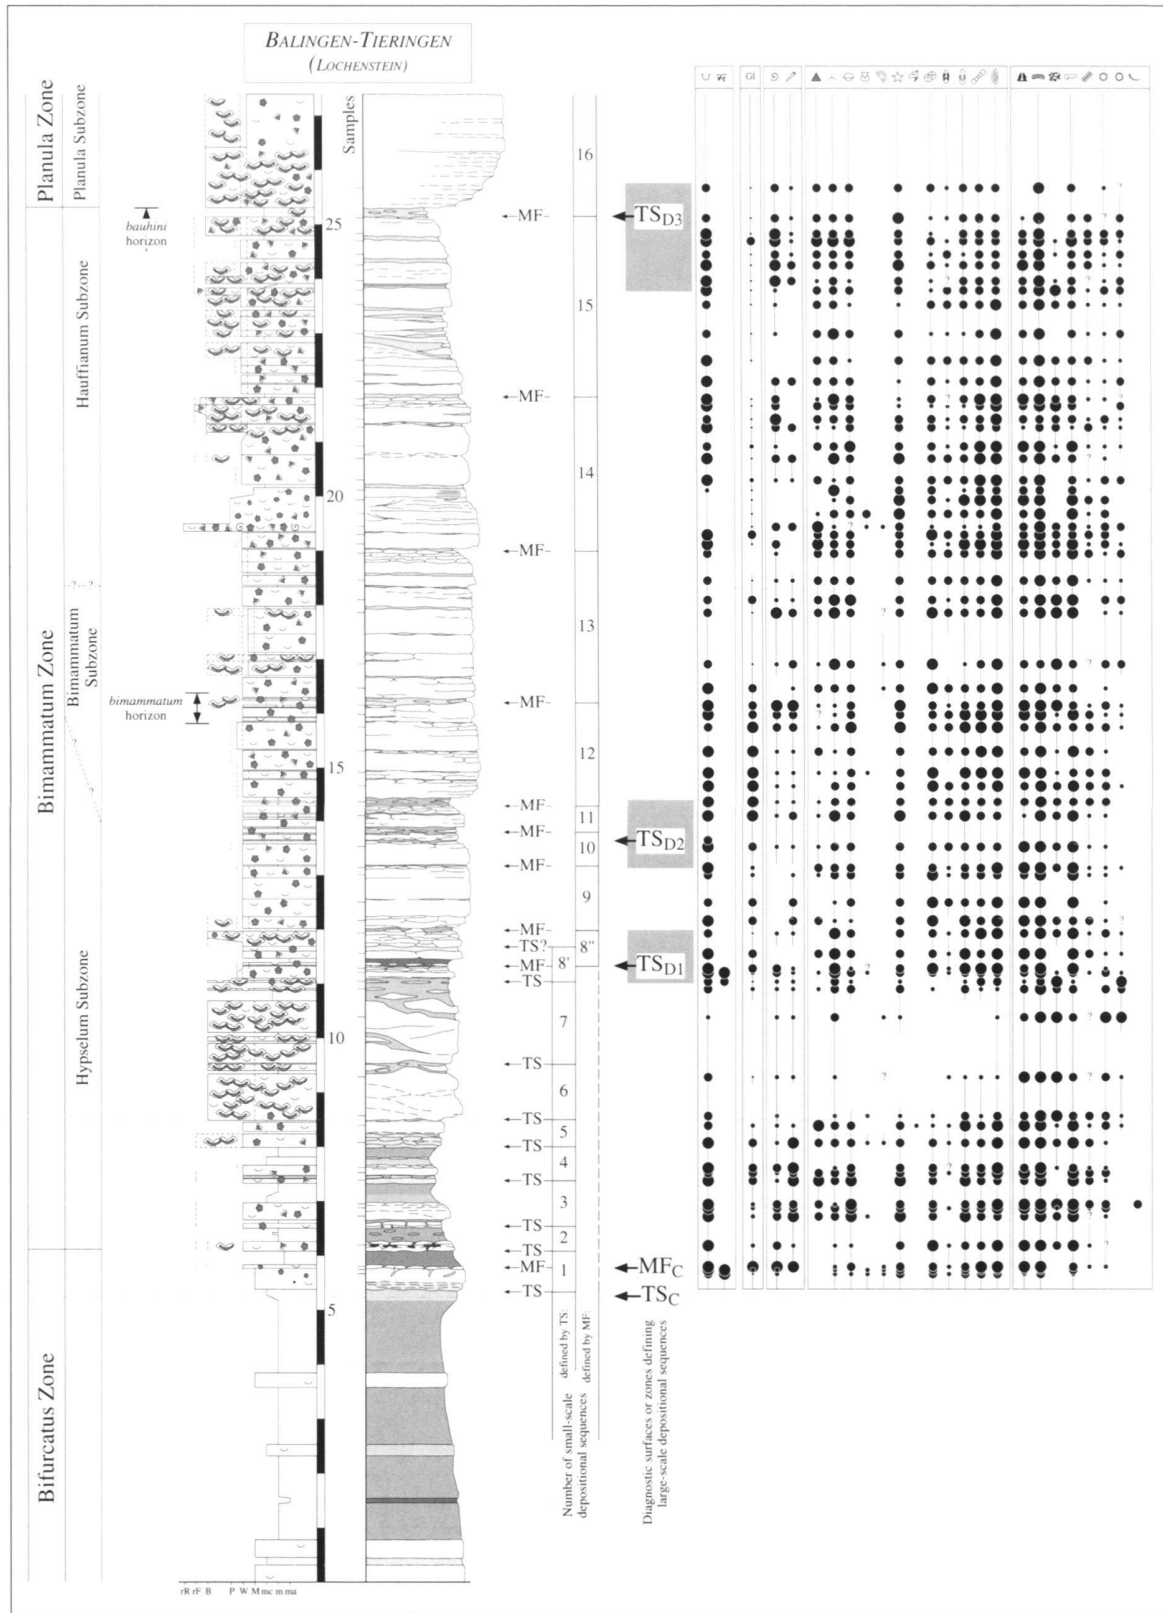 BALINGEN-TIERINGEN
(LOCHENSTEIN)
Samples
Planula Zone
Planula Subzone
Bimammatum Zone
Hauffianum Subzone
Bimammatum
Subzone
Hypselum Subzone
Bifurcatus Zone
bauhini
horizon
bimammatum
horizon
- ? - ? -
?
?
25
20
15
10
5
16
MF
15
MF
14
MF
13
MF
12
MF
11
MF
10
MF
9
MF
TS?
8"
MF
8'
TS
7
TS
6
TS
5
TS
4
TS
3
TS
2
TS
MF
1
TS
TSD3
TSD2
TSD1
MFC
TSC
Gl
Number of small-scale
depositional sequences
defined by TS:
defined by MF:
Diagnostic surfaces or zones defining
large-scale depositional sequences
rR rF B P W M mc m ma